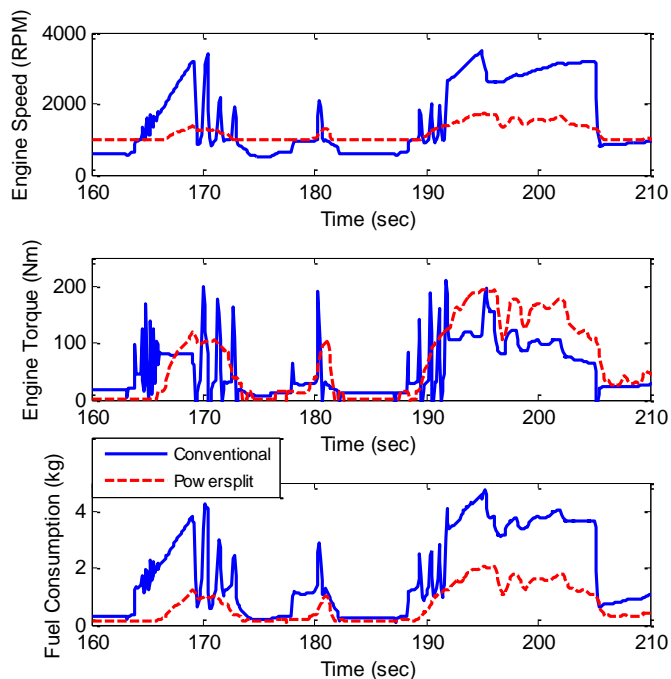 Engine Speed (RPM)
4000
2000
0
160 170 180 190 200 210
Time (sec)
Engine Torque (Nm)
200
100
0
160 170 180 190 200 210
Time (sec)
Conventional
Powersplit
Fuel Consumption (kg)
4
2
0
160 170 180 190 200 210
Time (sec)